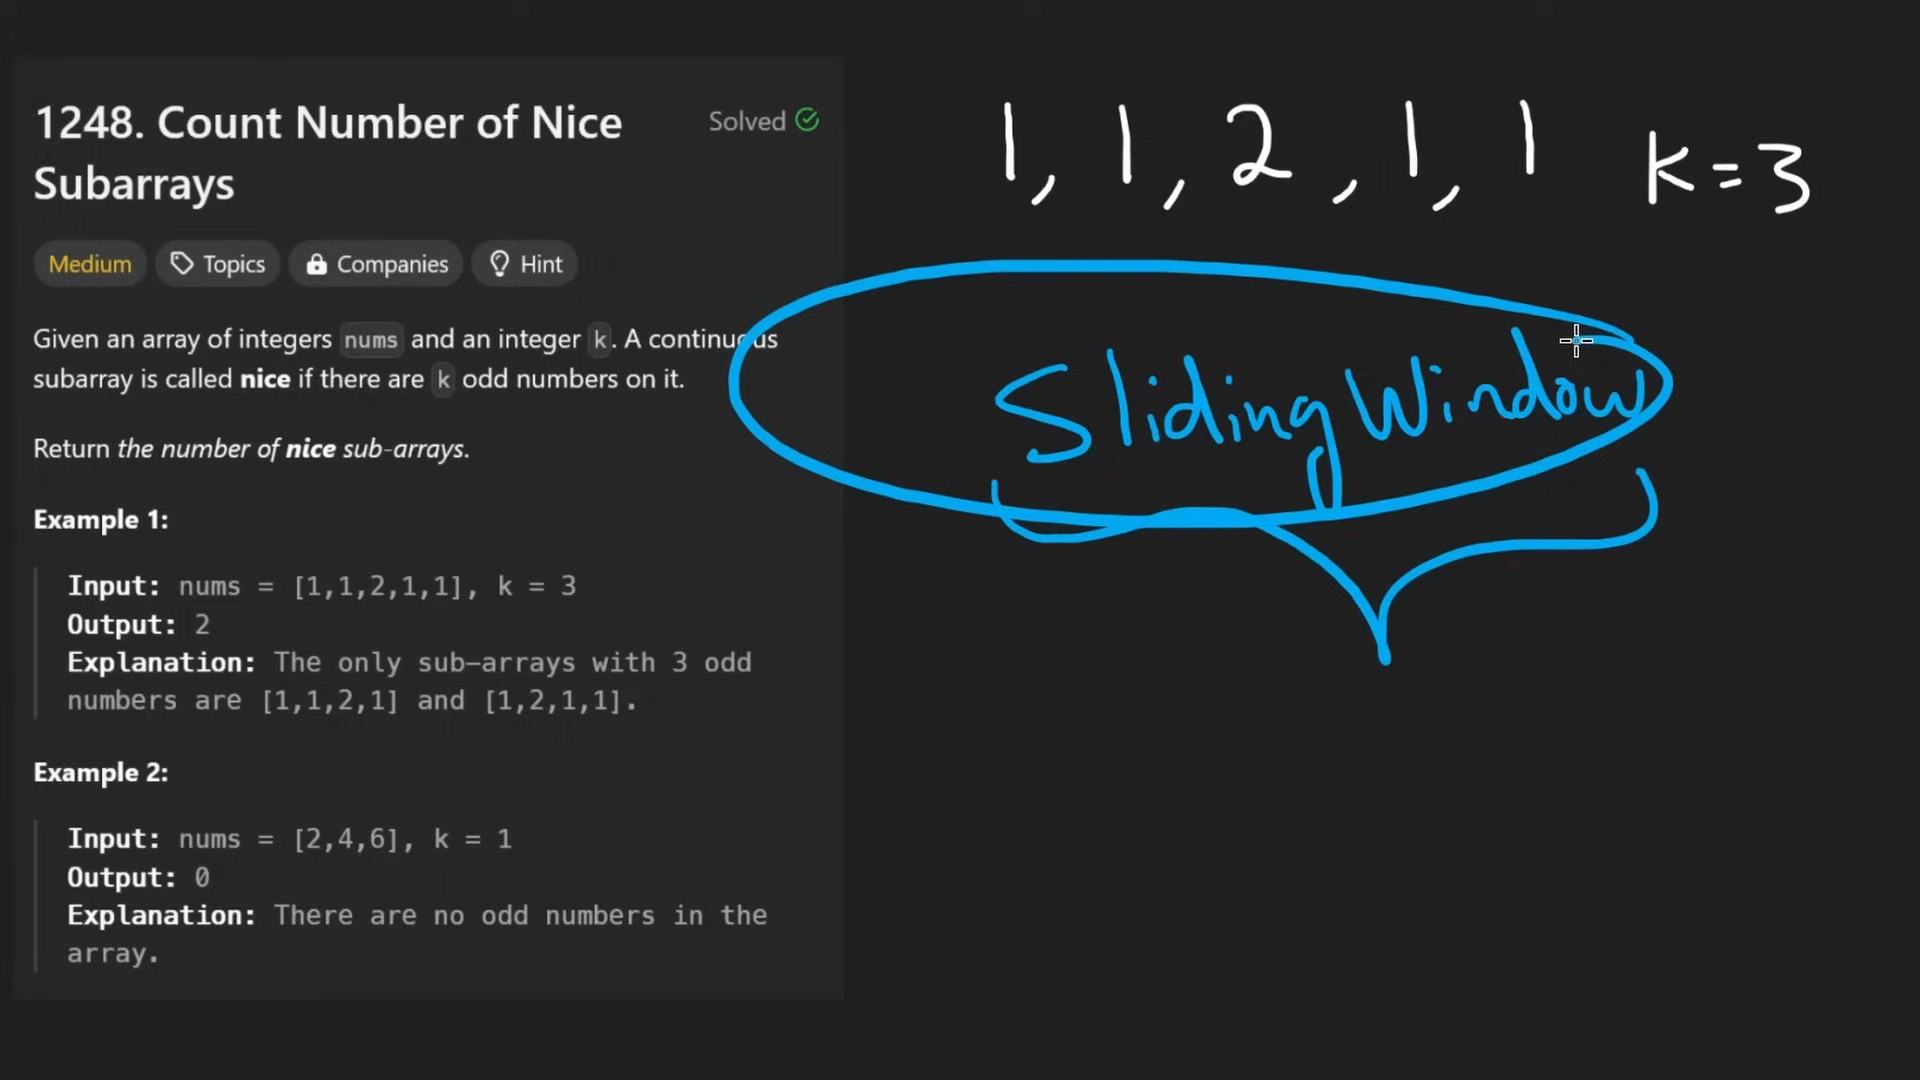 1248. Count Number of Nice Subarrays
Solved
Medium
Topics
Companies
Hint
Given an array of integers nums and an integer k. A continuous
subarray is called nice if there are k odd numbers on it.
Return the number of nice sub-arrays.
Example 1:
Input: nums = [1,1,2,1,1], k = 3
Output: 2
Explanation: The only sub-arrays with 3 odd
numbers are [1,1,2,1] and [1,2,1,1].
Example 2:
Input: nums = [2,4,6], k = 1
Output: 0
Explanation: There are no odd numbers in the
array.
1, 1, 2, 1, 1 k=3
Sliding Window